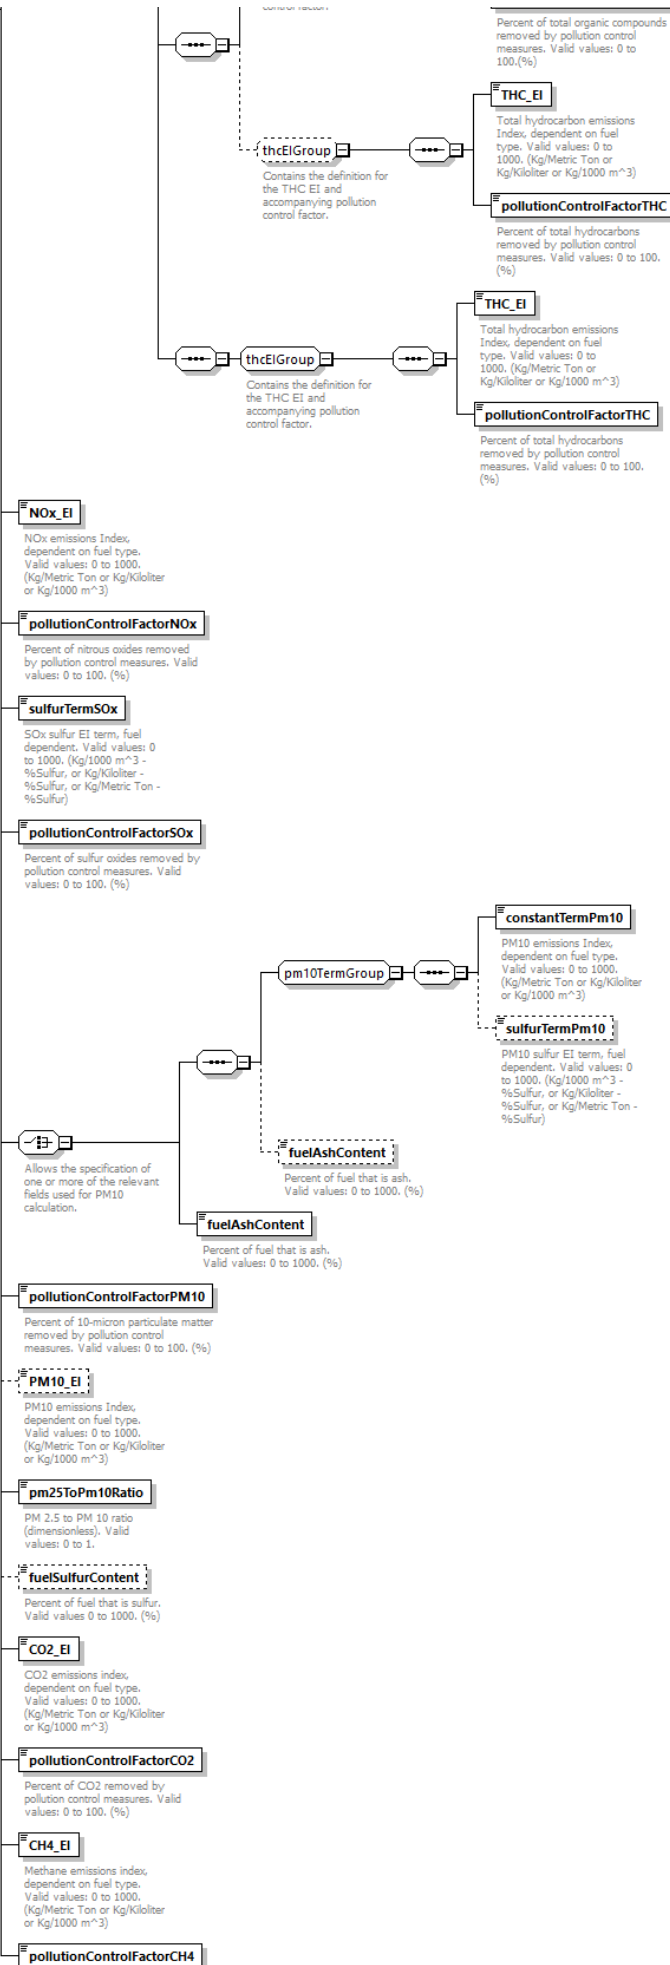 control factor.
Percent of total organic compounds
removed by pollution control
measures. Valid values: 0 to
100.(%)
THC_EI
Total hydrocarbon emissions
Index, dependent on fuel
type. Valid values: 0 to
1000. (Kg/Metric Ton or
Kg/Kiloliter or Kg/1000 m^3)
thcEIGroup
Contains the definition for
the THC EI and
accompanying pollution
control factor.
pollutionControlFactorTHC
Percent of total hydrocarbons
removed by pollution control
measures. Valid values: 0 to 100.
(%)
THC_EI
Total hydrocarbon emissions
Index, dependent on fuel
type. Valid values: 0 to
1000. (Kg/Metric Ton or
Kg/Kiloliter or Kg/1000 m^3)
thcEIGroup
Contains the definition for
the THC EI and
accompanying pollution
control factor.
pollutionControlFactorTHC
Percent of total hydrocarbons
removed by pollution control
measures. Valid values: 0 to 100.
(%)
NOx_EI
NOx emissions Index,
dependent on fuel type.
Valid values: 0 to 1000.
(Kg/Metric Ton or Kg/Kiloliter
or Kg/1000 m^3)
pollutionControlFactorNOx
Percent of nitrous oxides removed
by pollution control measures. Valid
values: 0 to 100. (%)
sulfurTermSOx
SOx sulfur EI term, fuel
dependent. Valid values: 0
to 1000. (Kg/1000 m^3 -
%Sulfur, or Kg/Kiloliter -
%Sulfur, or Kg/Metric Ton -
%Sulfur)
pollutionControlFactorSOx
Percent of sulfur oxides removed by
pollution control measures. Valid
values: 0 to 100. (%)
constantTermPm10
PM10 emissions Index,
dependent on fuel type.
Valid values: 0 to 1000.
(Kg/Metric Ton or Kg/Kiloliter
or Kg/1000 m^3)
pm10TermGroup
sulfurTermPm10
PM10 sulfur EI term, fuel
dependent. Valid values: 0
to 1000. (Kg/1000 m^3 -
%Sulfur, or Kg/Kiloliter -
%Sulfur, or Kg/Metric Ton -
%Sulfur)
Allows the specification of
one or more of the relevant
fields used for PM10
calculation.
fuelAshContent
Percent of fuel that is ash.
Valid values: 0 to 1000. (%)
fuelAshContent
Percent of fuel that is ash.
Valid values: 0 to 1000. (%)
pollutionControlFactorPM10
Percent of 10-micron particulate matter
removed by pollution control
measures. Valid values: 0 to 100. (%)
PM10_EI
PM10 emissions Index,
dependent on fuel type.
Valid values: 0 to 1000.
(Kg/Metric Ton or Kg/Kiloliter
or Kg/1000 m^3)
pm25ToPm10Ratio
PM 2.5 to PM 10 ratio
(dimensionless). Valid
values: 0 to 1.
fuelSulfurContent
Percent of fuel that is sulfur.
Valid values 0 to 1000. (%)
CO2_EI
CO2 emissions index,
dependent on fuel type.
Valid values: 0 to 1000.
(Kg/Metric Ton or Kg/Kiloliter
or Kg/1000 m^3)
pollutionControlFactorCO2
Percent of CO2 removed by
pollution control measures. Valid
values: 0 to 100. (%)
CH4_EI
Methane emissions index,
dependent on fuel type.
Valid values: 0 to 1000.
(Kg/Metric Ton or Kg/Kiloliter
or Kg/1000 m^3)
pollutionControlFactorCH4